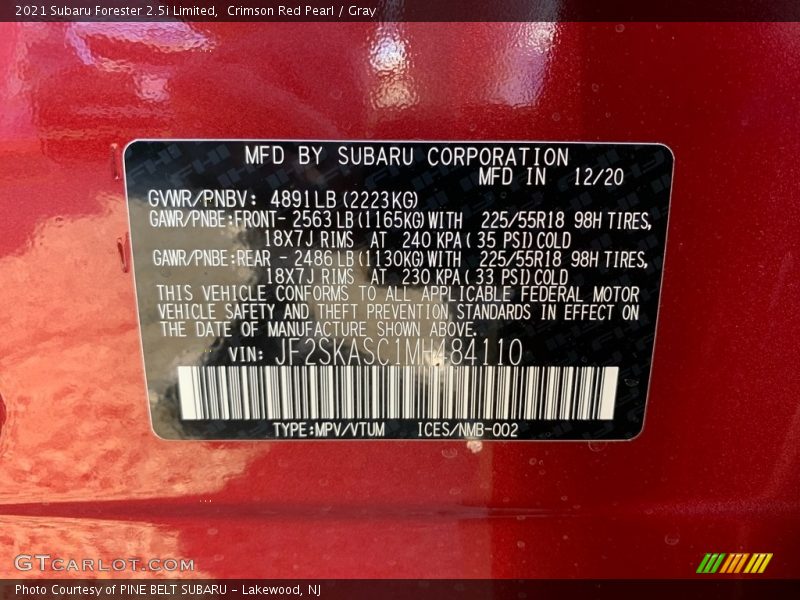 2021 Subaru Forester 2.5i Limited,  Crimson Red Pearl / Gray
MFD BY SUBARU CORPORATION
MFD IN 12/20
GVWR/PNBV: 4891LB (2223KG)
GAWR/PNBE:FRONT- 2563 LB (1165KG) WITH 225/55R18 98H TIRES,
18X7J RIMS AT 240 KPA ( 35 PSI) COLD
GAWR/PNBE:REAR - 2486 LB (1130KG) WITH 225/55R18 98H TIRES,
18X7J RIMS AT 230 KPA ( 33 PSI) COLD
THIS VEHICLE CONFORMS TO ALL APPLICABLE FEDERAL MOTOR
VEHICLE SAFETY AND THEFT PREVENTION STANDARDS IN EFFECT ON
THE DATE OF MANUFACTURE SHOWN ABOVE.
VIN: JF2SKASC1MH484110
TYPE:MPV/VTUM ICES/NMB-002
GTCARLOT.COM
Photo Courtesy of PINE BELT SUBARU - Lakewood, NJ